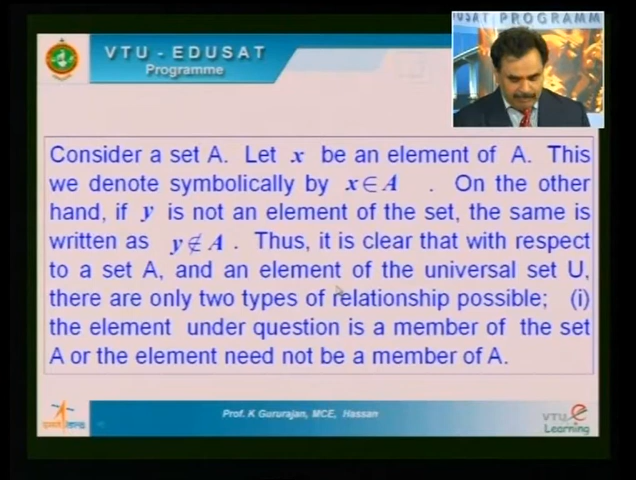 USAT PROGRAMM
VTU - EDUSAT
Programme
Consider a set A. Let x be an element of A. This
we denote symbolically by x∈A . On the other
hand, if y is not an element of the set, the same is
written as y∉A . Thus, it is clear that with respect
to a set A, and an element of the universal set U,
there are only two types of relationship possible; (i)
the element under question is a member of the set
A or the element need not be a member of A.
Prof. K Gururajan, MCE, Hassan
VTU e
Learning